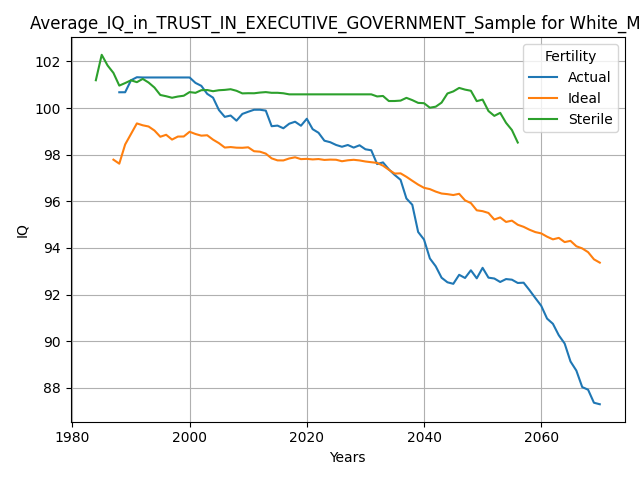 Average_IQ_in_TRUST_IN_EXECUTIVE_GOVERNMENT_Sample for White_M
Fertility
Actual
Ideal
Sterile
102
100
98
96
94
92
90
88
IQ
1980
2000
2020
2040
2060
Years